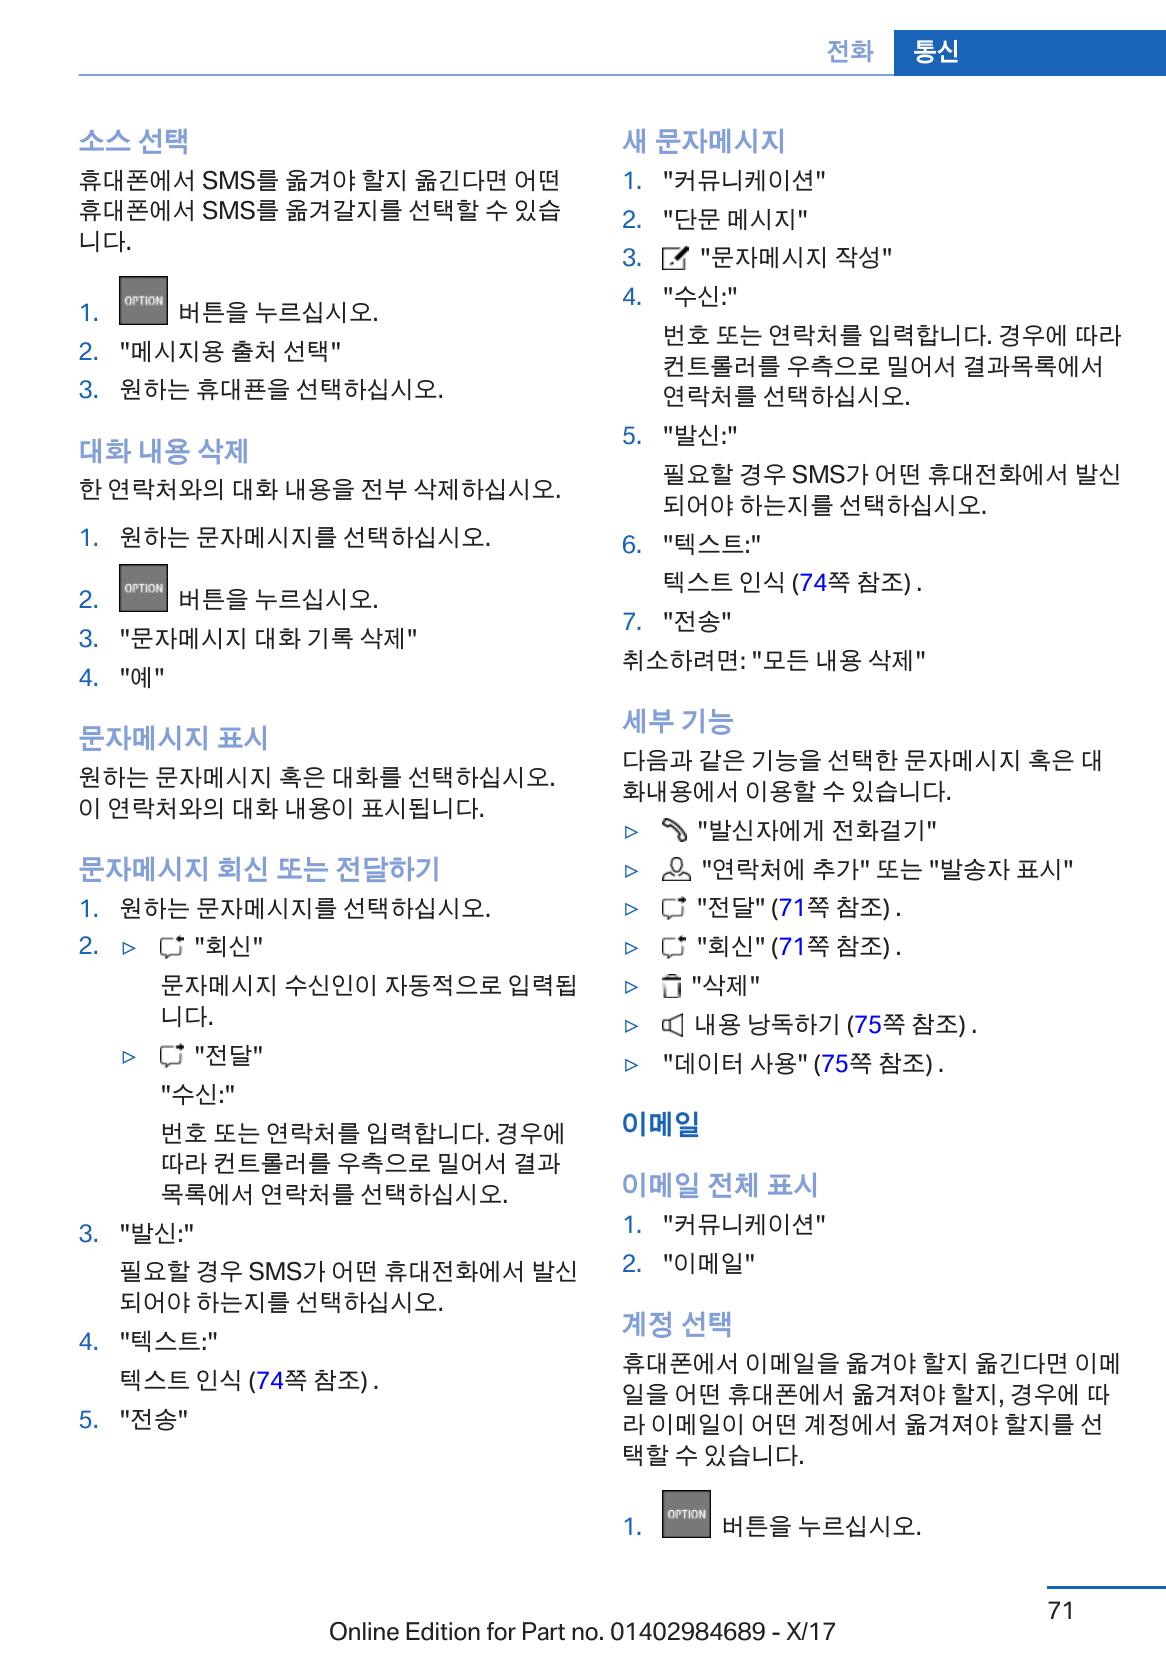 전화 통신
소스 선택
휴대폰에서 SMS를 옮겨야 할지 옮긴다면 어떤
휴대폰에서 SMS를 옮겨갈지를 선택할 수 있습
니다.
1. OPTION 버튼을 누르십시오.
2. "메시지용 출처 선택"
3. 원하는 휴대폰을 선택하십시오.
대화 내용 삭제
한 연락처와의 대화 내용을 전부 삭제하십시오.
1. 원하는 문자메시지를 선택하십시오.
2. OPTION 버튼을 누르십시오.
3. "문자메시지 대화 기록 삭제"
4. "예"
문자메시지 표시
원하는 문자메시지 혹은 대화를 선택하십시오.
이 연락처와의 대화 내용이 표시됩니다.
문자메시지 회신 또는 전달하기
1. 원하는 문자메시지를 선택하십시오.
2. ▷ "회신"
문자메시지 수신인이 자동적으로 입력됩
니다.
▷ "전달"
"수신:"
번호 또는 연락처를 입력합니다. 경우에
따라 컨트롤러를 우측으로 밀어서 결과
목록에서 연락처를 선택하십시오.
3. "발신:"
필요할 경우 SMS가 어떤 휴대전화에서 발신
되어야 하는지를 선택하십시오.
4. "텍스트:"
텍스트 인식 (74쪽 참조) .
5. "전송"
새 문자메시지
1. "커뮤니케이션"
2. "단문 메시지"
3. "문자메시지 작성"
4. "수신:"
번호 또는 연락처를 입력합니다. 경우에 따라
컨트롤러를 우측으로 밀어서 결과목록에서
연락처를 선택하십시오.
5. "발신:"
필요할 경우 SMS가 어떤 휴대전화에서 발신
되어야 하는지를 선택하십시오.
6. "텍스트:"
텍스트 인식 (74쪽 참조) .
7. "전송"
취소하려면: "모든 내용 삭제"
세부 기능
다음과 같은 기능을 선택한 문자메시지 혹은 대
화내용에서 이용할 수 있습니다.
▷ "발신자에게 전화걸기"
▷ "연락처에 추가" 또는 "발송자 표시"
▷ "전달" (71쪽 참조) .
▷ "회신" (71쪽 참조) .
▷ "삭제"
▷ 내용 낭독하기 (75쪽 참조) .
▷ "데이터 사용" (75쪽 참조) .
이메일
이메일 전체 표시
1. "커뮤니케이션"
2. "이메일"
계정 선택
휴대폰에서 이메일을 옮겨야 할지 옮긴다면 이메
일을 어떤 휴대폰에서 옮겨져야 할지, 경우에 따
라 이메일이 어떤 계정에서 옮겨져야 할지를 선
택할 수 있습니다.
1. OPTION 버튼을 누르십시오.
71
Online Edition for Part no. 01402984689 - X/17